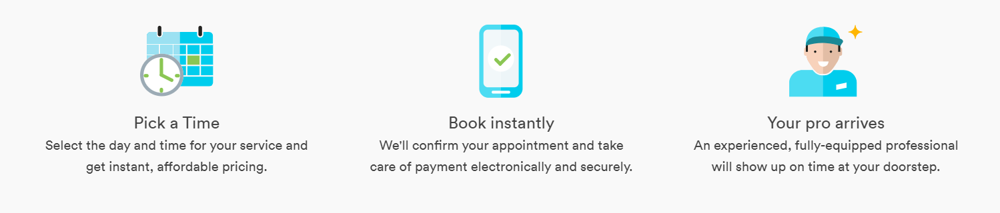 Pick a Time
Select the day and time for your service and
get instant, affordable pricing.
Book instantly
We'll confirm your appointment and take
care of payment electronically and securely.
Your pro arrives
An experienced, fully-equipped professional
will show up on time at your doorstep.